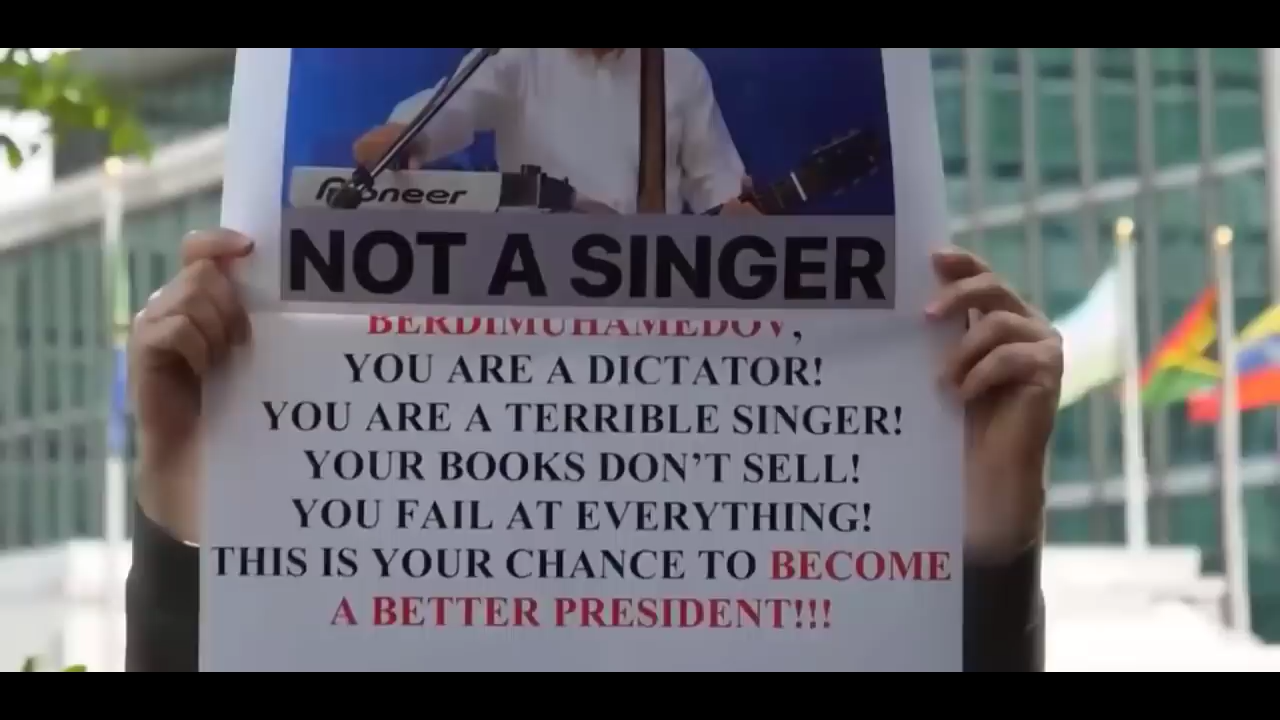 Pioneer
NOT A SINGER
BERDIMUHAMEDOV,
YOU ARE A DICTATOR!
YOU ARE A TERRIBLE SINGER!
YOUR BOOKS DON'T SELL!
YOU FAIL AT EVERYTHING!
THIS IS YOUR CHANCE TO BECOME
A BETTER PRESIDENT!!!